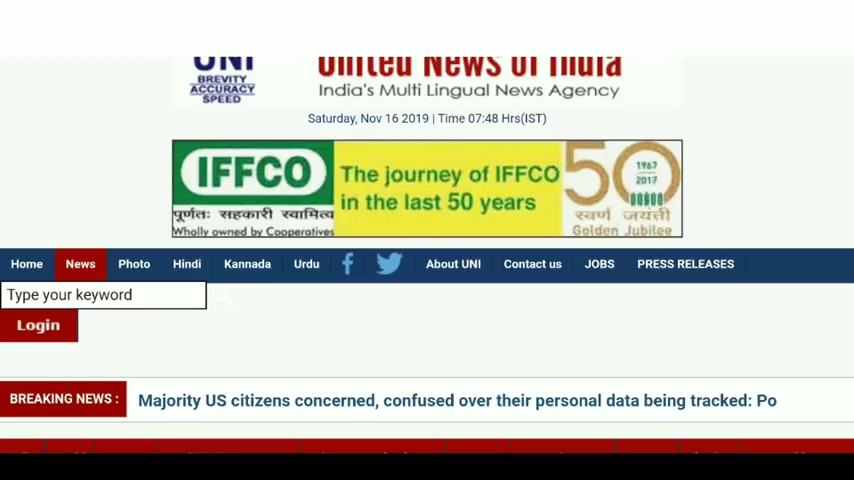 UNI
United News of India
BREVITY
ACCURACY
SPEED
India's Multi Lingual News Agency
Saturday, Nov 16 2019 | Time 07:48 Hrs(IST)
IFFCO
पूर्णतः सहकारी स्वामित्व
Wholly owned by Cooperatives
The journey of IFFCO
in the last 50 years
50
1967
2017
स्वर्ण जयंती
Golden Jubilee
Home News Photo Hindi Kannada Urdu About UNI Contact us JOBS PRESS RELEASES
Type your keyword
Login
BREAKING NEWS : Majority US citizens concerned, confused over their personal data being tracked: Po